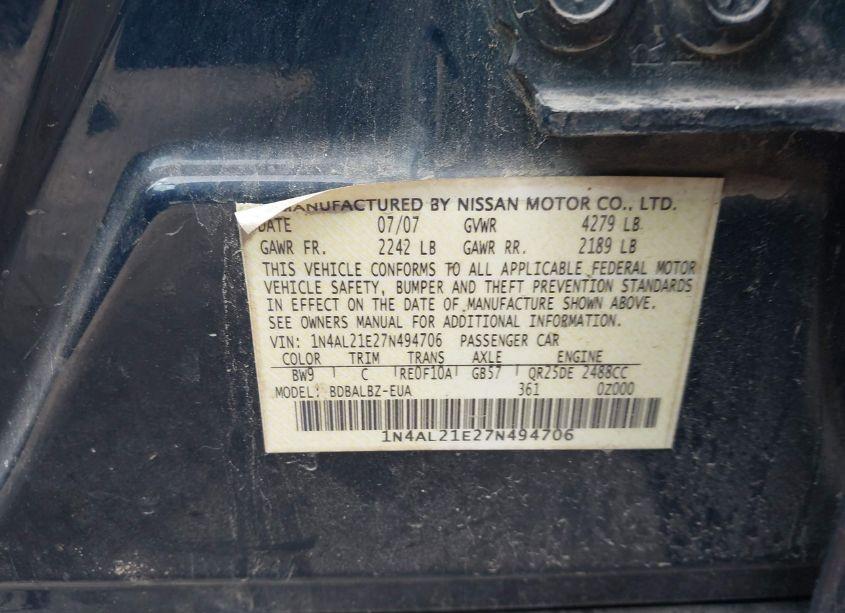 MANUFACTURED BY NISSAN MOTOR CO., LTD.
DATE 07/07 GVWR 4279 LB
GAWR FR. 2242 LB GAWR RR. 2189 LB
THIS VEHICLE CONFORMS TO ALL APPLICABLE FEDERAL MOTOR
VEHICLE SAFETY, BUMPER AND THEFT PREVENTION STANDARDS
IN EFFECT ON THE DATE OF MANUFACTURE SHOWN ABOVE.
SEE OWNERS MANUAL FOR ADDITIONAL INFORMATION.
VIN: 1N4AL21E27N494706 PASSENGER CAR
COLOR TRIM TRANS AXLE ENGINE
BW9 C RE0F10A GB57 QR25DE 2488CC
MODEL: BDBALBZ-EUA 361 0Z000
1N4AL21E27N494706